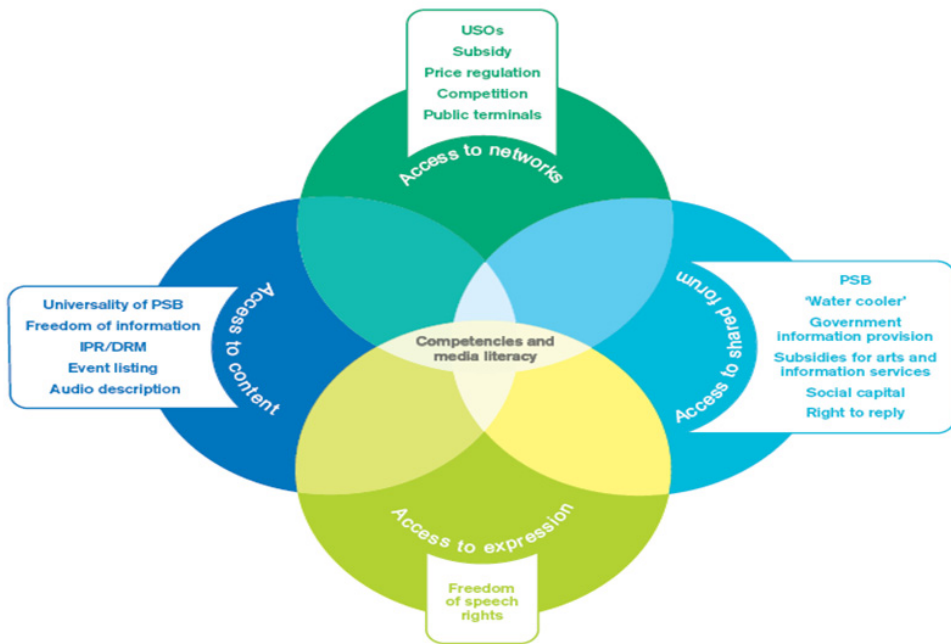 USOs
Subsidy
Price regulation
Competition
Public terminals
Access to networks
Universality of PSB
Freedom of information
IPR/DRM
Event listing
Audio description
Access to content
Competencies and
media literacy
Access to shared forum
PSB
‘Water cooler’
Government
information provision
Subsidies for arts and
information services
Social capital
Right to reply
Access to expression
Freedom
of speech
rights